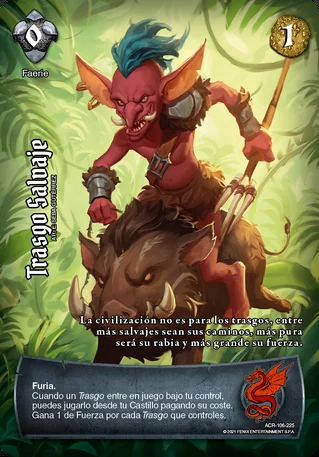 0
1
Faerie
Trasgo Salvaje
La civilización no es para los trasgos, entre
más salvajes sean sus caminos, más pura
será su rabia y más grande su fuerza.
Furia.
Cuando un Trasgo entre en juego bajo tu control,
puedes jugarlo desde tu Castillo pagando su coste.
Gana 1 de Fuerza por cada Trasgo que controles.
ACR-106-225
© 2021 FENIX ENTERTAINMENT S.P.A.